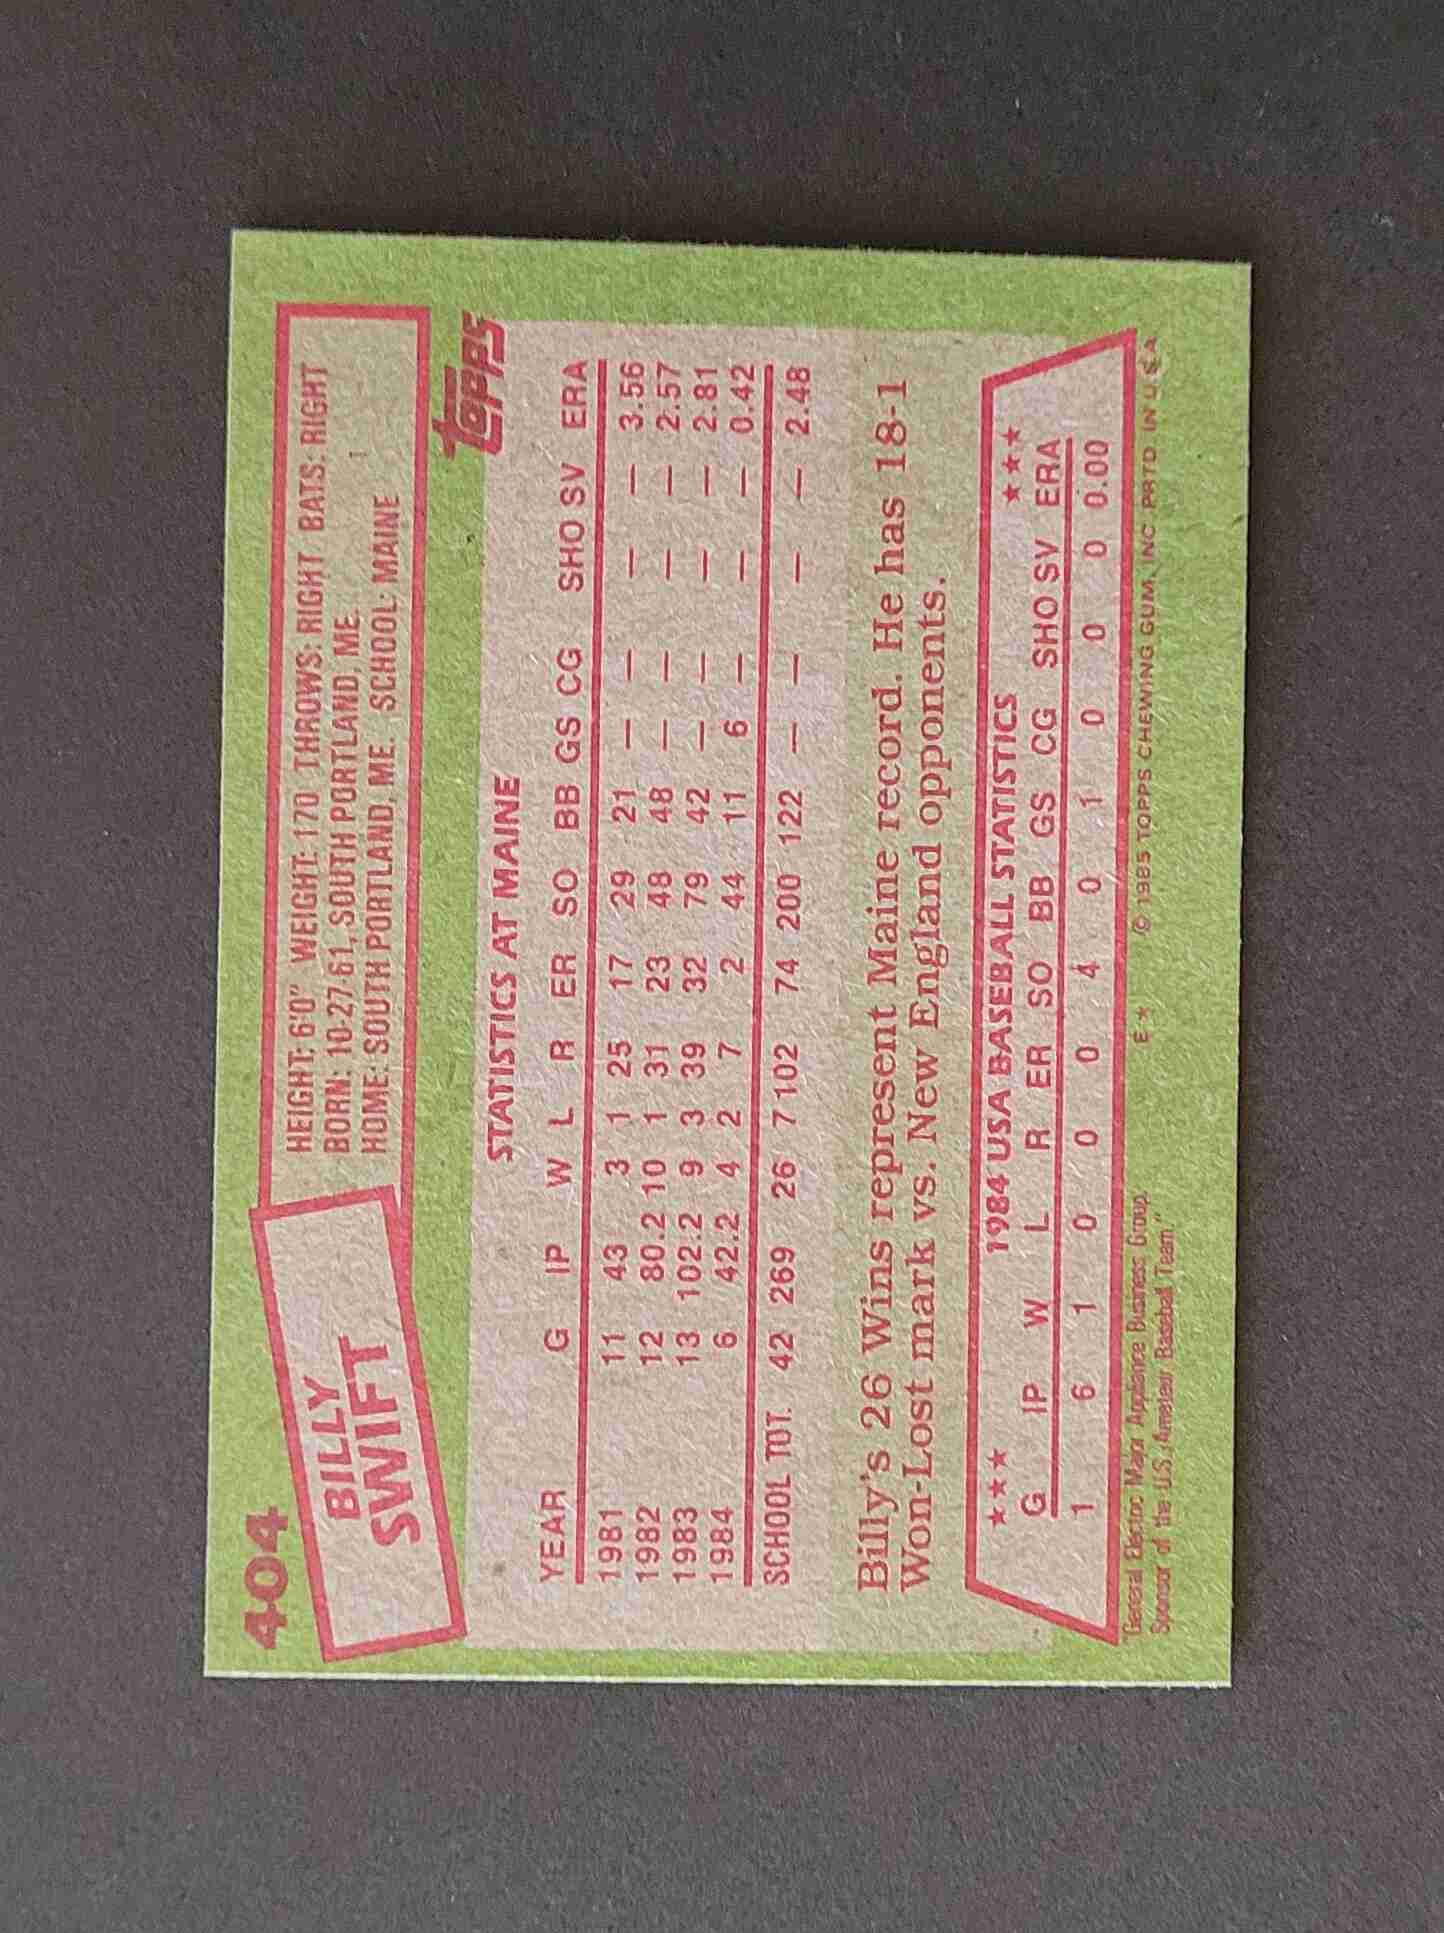 404
BILLY
SWIFT
HEIGHT: 6'0" WEIGHT: 170 THROWS: RIGHT BATS: RIGHT
BORN: 10-27-61, SOUTH PORTLAND, ME.
HOME: SOUTH PORTLAND, ME. SCHOOL: MAINE
topps
STATISTICS AT MAINE
YEAR G IP W L R ER SO BB GS CG SHO SV ERA
1981 11 43 3 1 25 17 29 21 — — — — 3.56
1982 12 80.2 10 1 31 23 48 48 — — — — 2.57
1983 13 102.2 9 3 39 32 79 42 — — — — 2.81
1984 6 42.2 4 2 7 2 44 11 6 — — — 0.42
SCHOOL TOT. 42 269 26 7 102 74 200 122 — — — — 2.48
Billy's 26 Wins represent Maine record. He has 18-1
Won-Lost mark vs. New England opponents.
★★★ 1984 USA BASEBALL STATISTICS ★★★
G IP W L R ER SO BB GS CG SHO SV ERA
1 6 1 0 0 0 4 0 1 0 0 0 0.00
"General Electric Major Appliance Business Group,
Sponsor of the U.S. Amateur Baseball Team"
E★ © 1985 TOPPS CHEWING GUM, INC. PRTD. IN U.S.A.